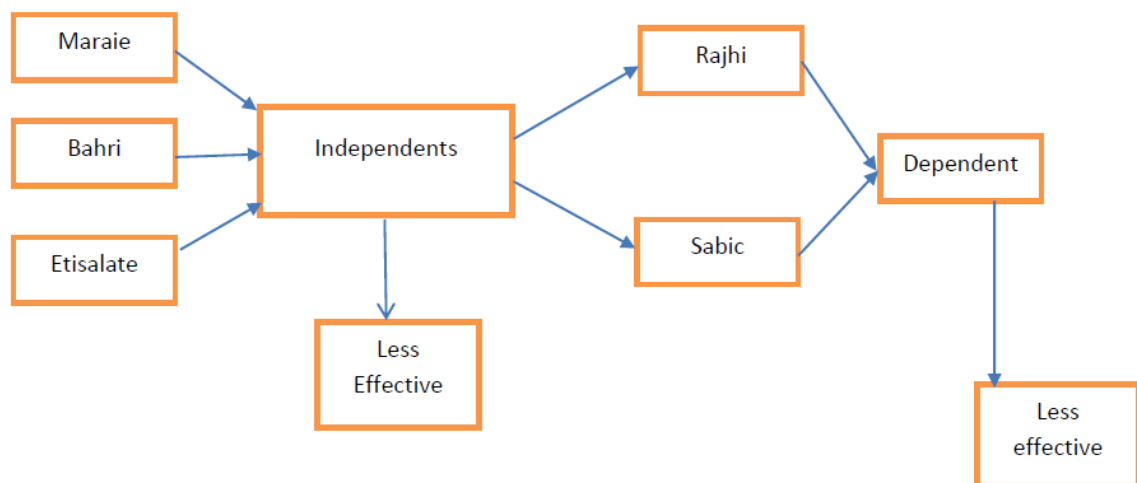 Maraie
Bahri
Etisalate
Independents
Less
Effective
Rajhi
Sabic
Dependent
Less
effective